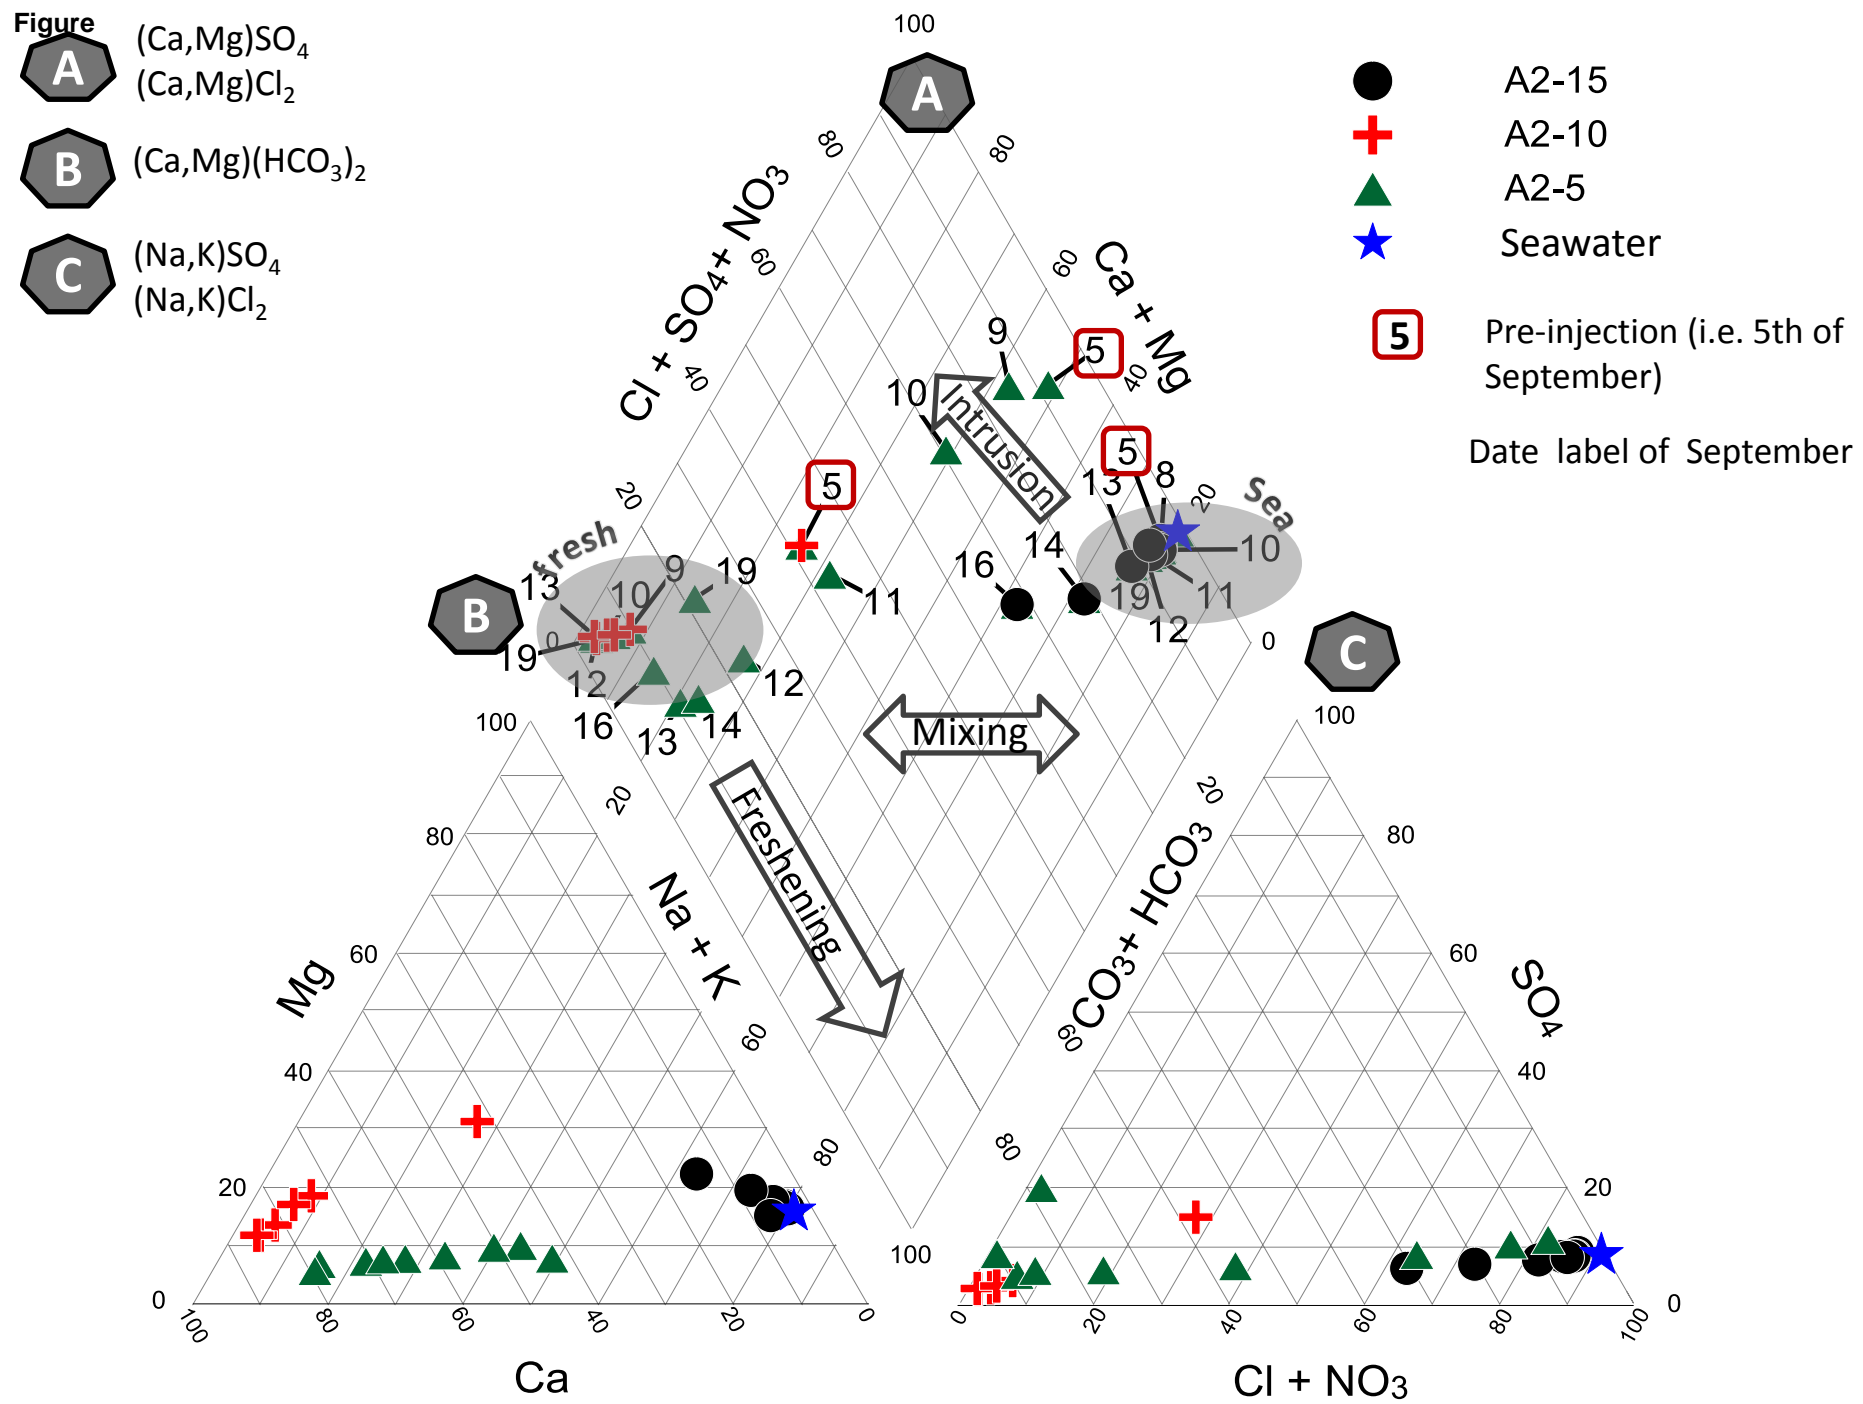 Figure
A
(Ca,Mg)SO4
(Ca,Mg)Cl2
B
(Ca,Mg)(HCO3)2
C
(Na,K)SO4
(Na,K)Cl2
A2-15
A2-10
A2-5
Seawater
5 Pre-injection (i.e. 5th of
September)
Date label of September
100
A
80
80
60
60
40
40
20
20
0
0
Cl + SO4+ NO3
Ca + Mg
9
5
10
Intrusion
5
13
8
Sea
10
11
19
12
14
16
5
11
fresh
13
10
9
19
B
19
12
16
13
14
12
C
Mixing
Freshening
100
80
60
40
20
0
Mg
20
Na + K
60
80
100
100
80
60
40
20
0
Ca
20
CO3+ HCO3
60
80
100
80
60
40
20
0
SO4
0
20
40
60
80
100
Cl + NO3